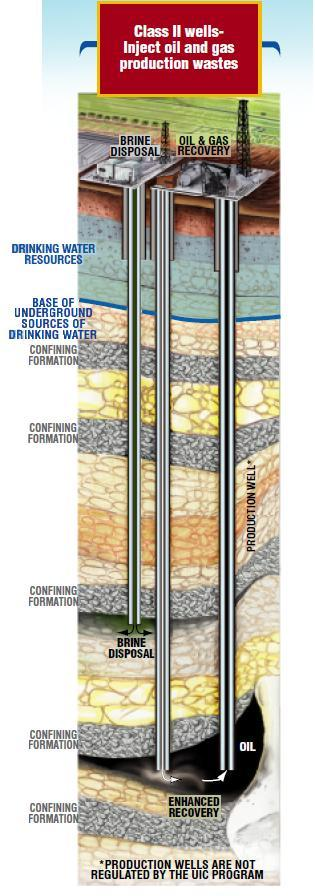 Class II wells-
Inject oil and gas
production wastes
BRINE
DISPOSAL
OIL & GAS
RECOVERY
DRINKING WATER
RESOURCES
BASE OF
UNDERGROUND
SOURCES OF
DRINKING WATER
CONFINING
FORMATION
CONFINING
FORMATION
PRODUCTION WELL*
CONFINING
FORMATION
BRINE
DISPOSAL
CONFINING
FORMATION
OIL
ENHANCED
RECOVERY
CONFINING
FORMATION
*PRODUCTION WELLS ARE NOT
REGULATED BY THE UIC PROGRAM